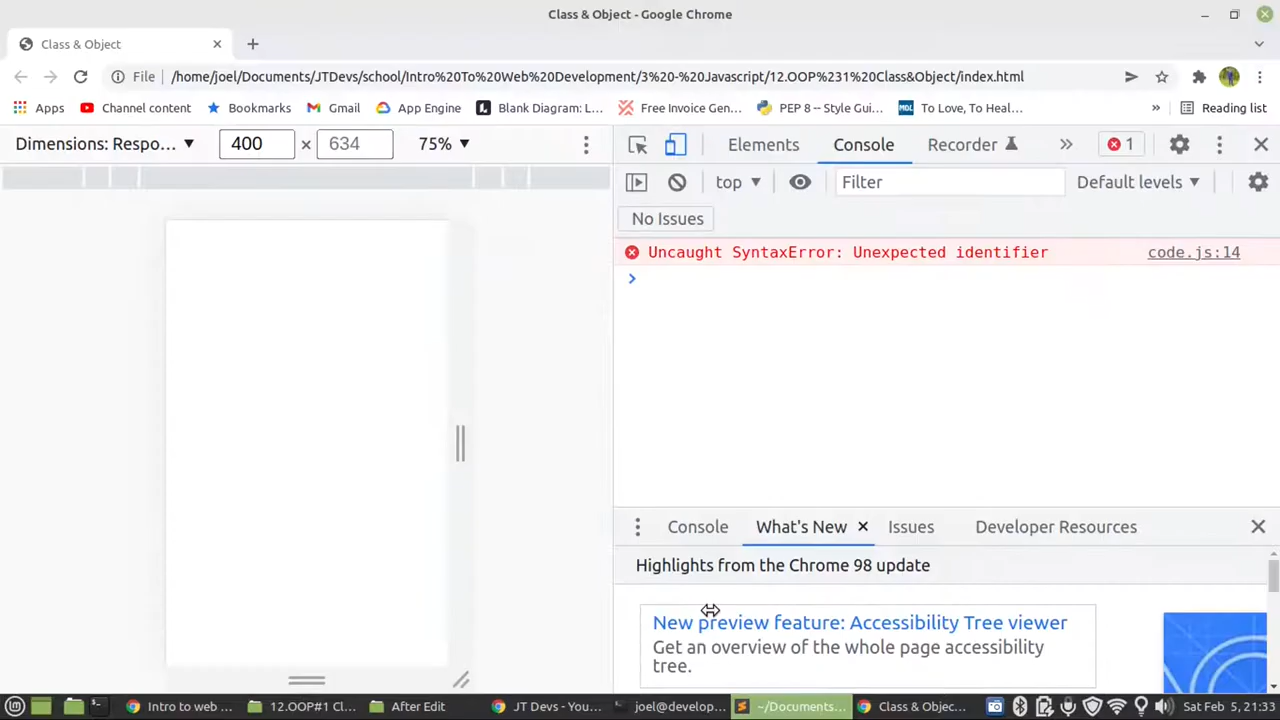 Class & Object - Google Chrome
Class & Object
File /home/joel/Documents/JTDevs/school/Intro%20To%20Web%20Development/3%20-%20Javascript/12.OOP%231%20Class&Object/index.html
Apps Channel content Bookmarks Gmail App Engine Blank Diagram: L... Free Invoice Gen... PEP 8 -- Style Gui... MDL To Love, To Heal... » Reading list
Dimensions: Respo... 400 × 634 75% Elements Console Recorder » 1
top Filter Default levels
No Issues
Uncaught SyntaxError: Unexpected identifier code.js:14
Console What's New Issues Developer Resources
Highlights from the Chrome 98 update
New preview feature: Accessibility Tree viewer
Get an overview of the whole page accessibility
tree.
Intro to web ... 12.OOP#1 Cl... After Edit JT Devs - You... joel@develop... ~/Documents... Class & Objec... Sat Feb 5, 21:33